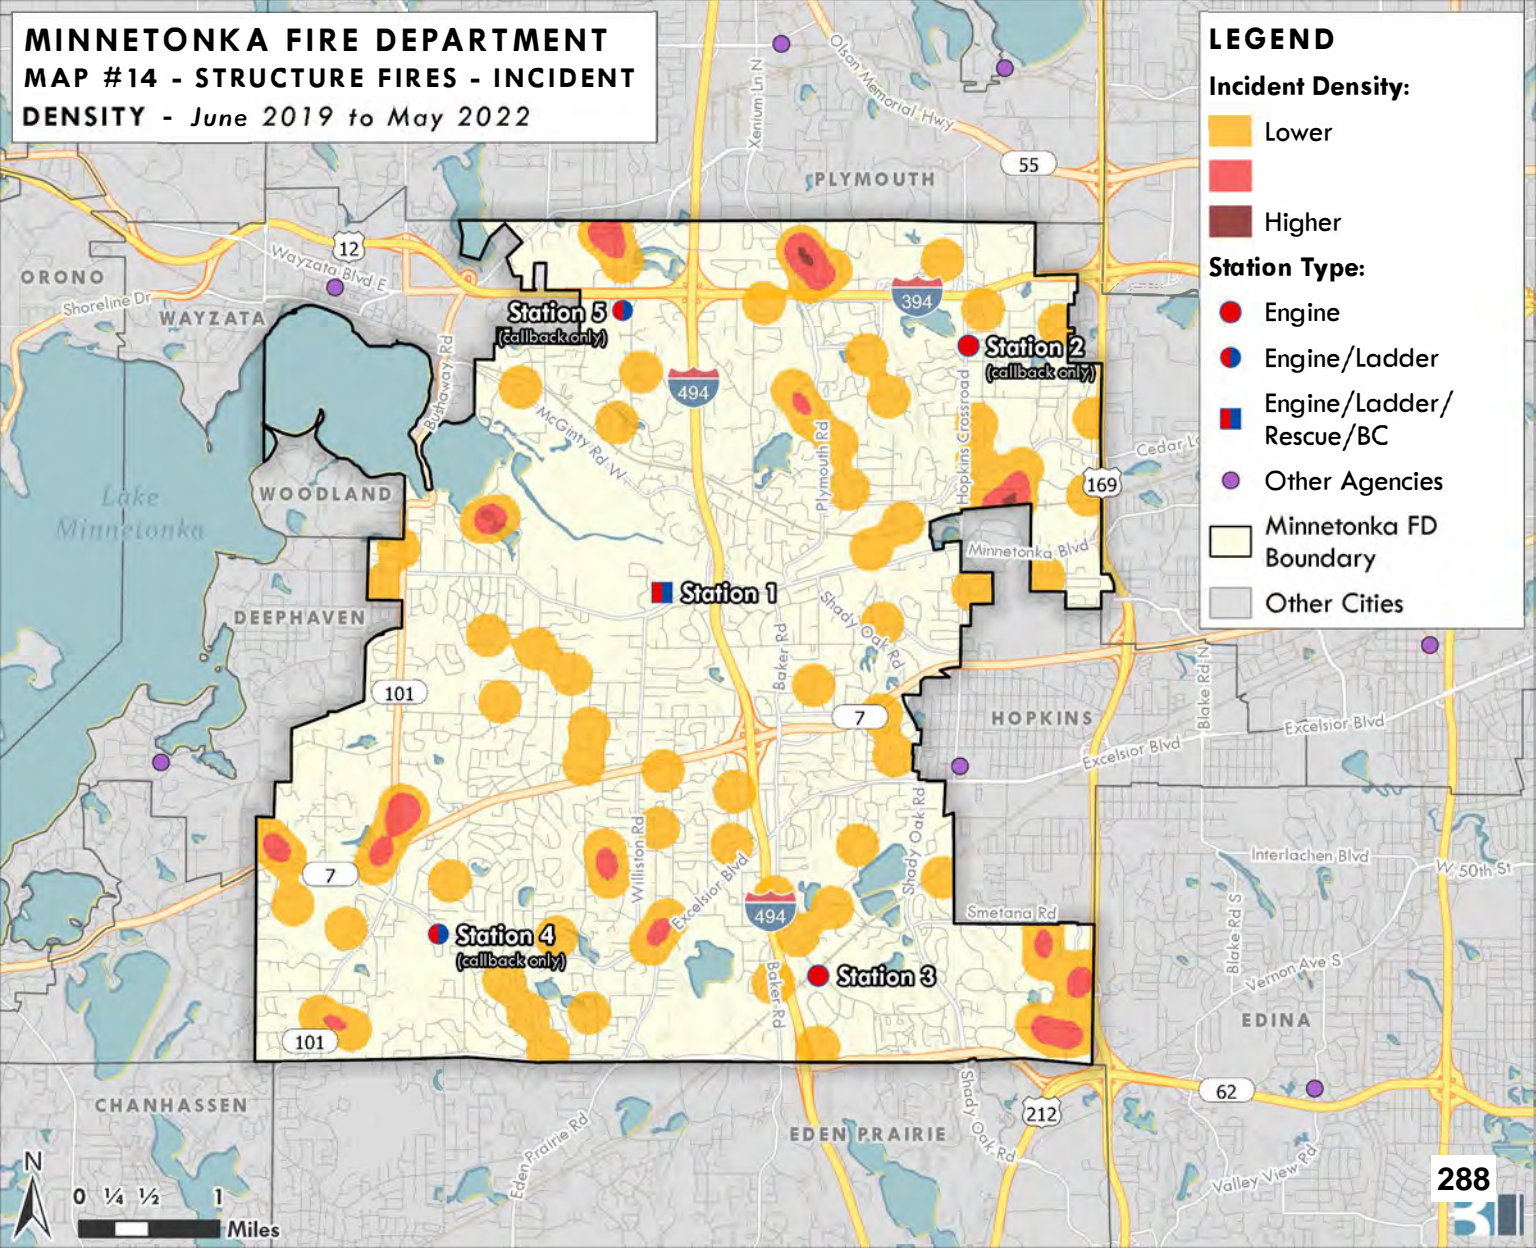 MINNETONKA FIRE DEPARTMENT
MAP #14 - STRUCTURE FIRES - INCIDENT
DENSITY - June 2019 to May 2022
LEGEND
Incident Density:
Lower
Higher
Station Type:
Engine
Engine/Ladder
Engine/Ladder/
Rescue/BC
Other Agencies
Minnetonka FD
Boundary
Other Cities
Xenium Ln N
Olson Memorial Hwy
55
PLYMOUTH
12
Wayzata Blvd E
ORONO
Shoreline Dr
WAYZATA
394
Station 5
(callback only)
Station 2
(callback only)
Bushaway Rd
494
McGinty Rd W
Plymouth Rd
Hopkins Crossroad
Cedar L
169
WOODLAND
Lake
Minnetonka
Minnetonka Blvd
Station 1
DEEPHAVEN
Shady Oak Rd
Baker Rd
Blake Rd N
101
7
HOPKINS
Excelsior Blvd
Excelsior Blvd
Shady Oak Rd
Williston Rd
Excelsior Blvd
7
Interlachen Blvd
W 50th St
494
Smetana Rd
Blake Rd S
Station 4
(callback only)
Vernon Ave S
Station 3
Baker Rd
101
EDINA
62
212
CHANHASSEN
Shady Oak Rd
EDEN PRAIRIE
Eden Prairie Rd
Valley View Rd
N
0 ¼ ½ 1
Miles
288